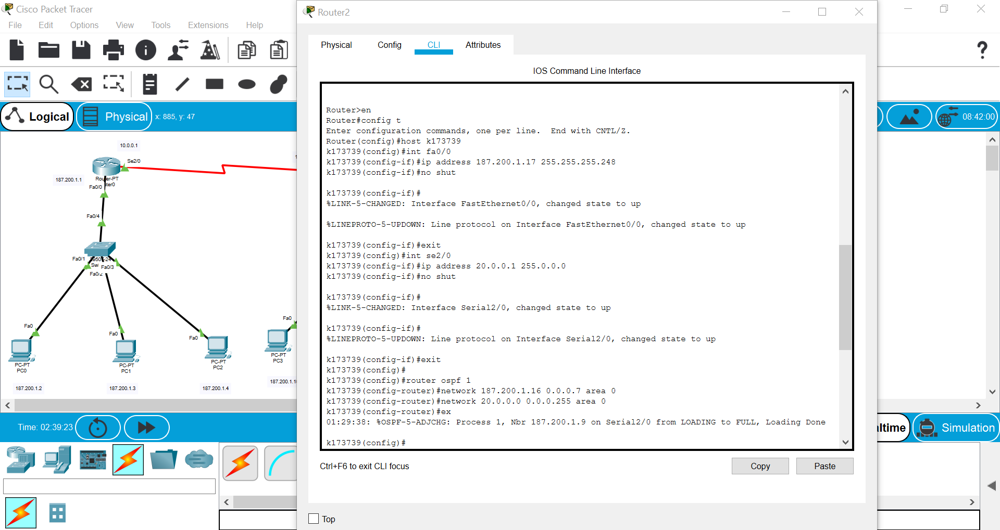 Cisco Packet Tracer
File Edit Options View Tools Extensions Help
Logical
Physical
x: 885, y: 47
10.0.0.1
Se2/0
187.200.1.1
Router-PT
Fa0/0
Fa0/4
Fa0/1
2950T-24
Fa0/3
Fa0/2
Fa0
Fa0
Fa0
Fa0
PC-PT
PC0
PC-PT
PC1
PC-PT
PC2
PC-PT
PC3
187.200.1.2
187.200.1.3
187.200.1.4
Time: 02:39:23
Router2
Physical Config CLI Attributes
IOS Command Line Interface
Router>en
Router#config t
Enter configuration commands, one per line.  End with CNTL/Z.
Router(config)#host k173739
k173739(config)#int fa0/0
k173739(config-if)#ip address 187.200.1.17 255.255.255.248
k173739(config-if)#no shut
k173739(config-if)#
%LINK-5-CHANGED: Interface FastEthernet0/0, changed state to up
%LINEPROTO-5-UPDOWN: Line protocol on Interface FastEthernet0/0, changed state to up
k173739(config-if)#exit
k173739(config)#int se2/0
k173739(config-if)#ip address 20.0.0.1 255.0.0.0
k173739(config-if)#no shut
k173739(config-if)#
%LINK-5-CHANGED: Interface Serial2/0, changed state to up
k173739(config-if)#
%LINEPROTO-5-UPDOWN: Line protocol on Interface Serial2/0, changed state to up
k173739(config-if)#exit
k173739(config)#
k173739(config)#router ospf 1
k173739(config-router)#network 187.200.1.16 0.0.0.7 area 0
k173739(config-router)#network 20.0.0.0 0.0.0.255 area 0
k173739(config-router)#ex
01:29:38: %OSPF-5-ADJCHG: Process 1, Nbr 187.200.1.9 on Serial2/0 from LOADING to FULL, Loading Done
k173739(config)#
Ctrl+F6 to exit CLI focus
Copy
Paste
Top
08:42:00
Simulation